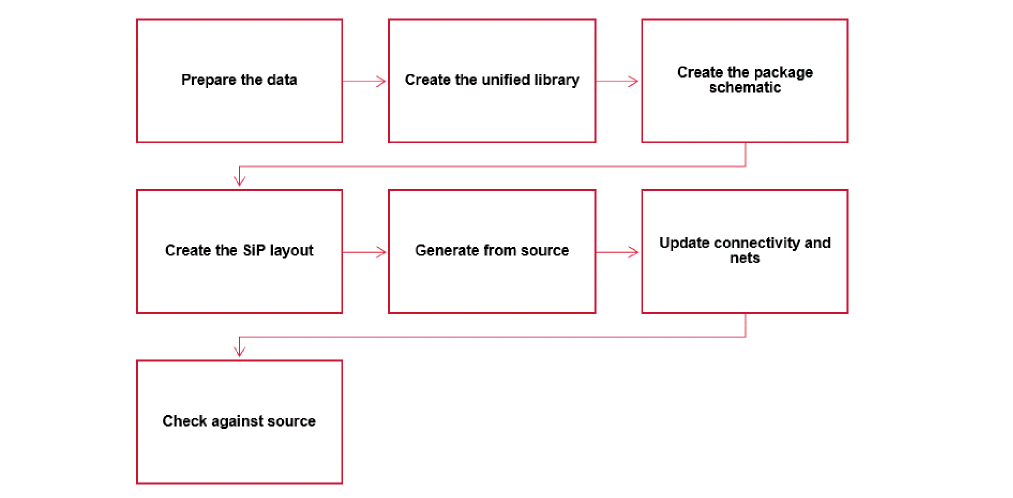 Prepare the data
Create the unified library
Create the package
schematic
Create the SiP layout
Generate from source
Update connectivity and
nets
Check against source